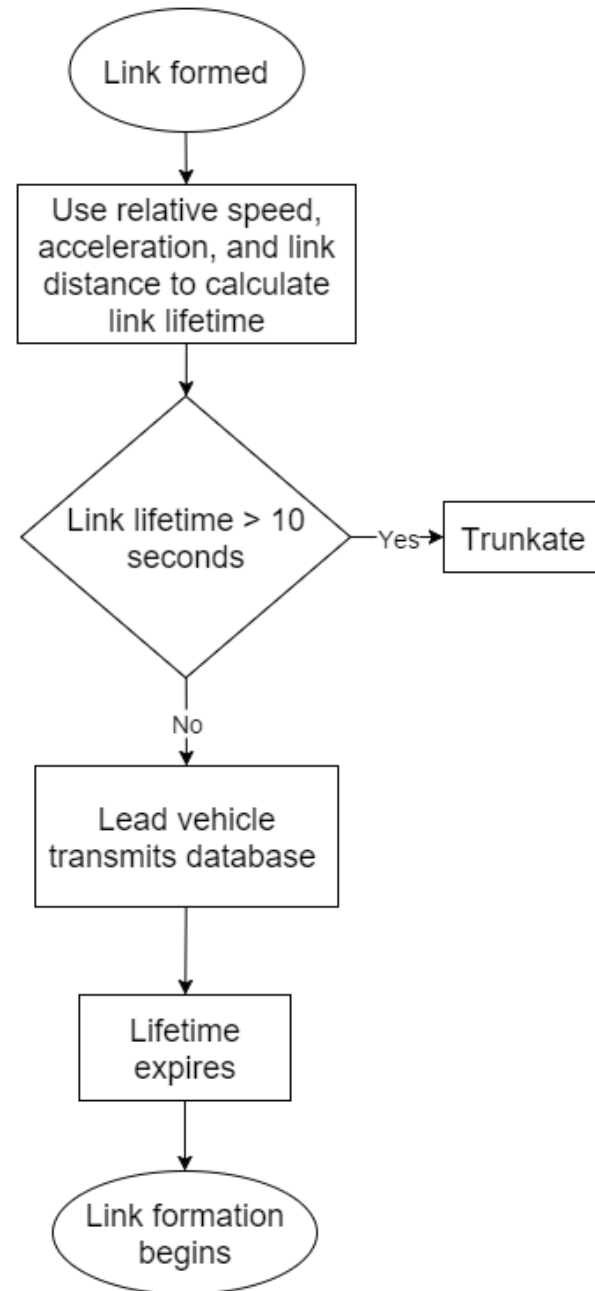 Link formed
Use relative speed,
acceleration, and link
distance to calculate
link lifetime
Link lifetime > 10
seconds
Yes
Trunkate
No
Lead vehicle
transmits database
Lifetime
expires
Link formation
begins